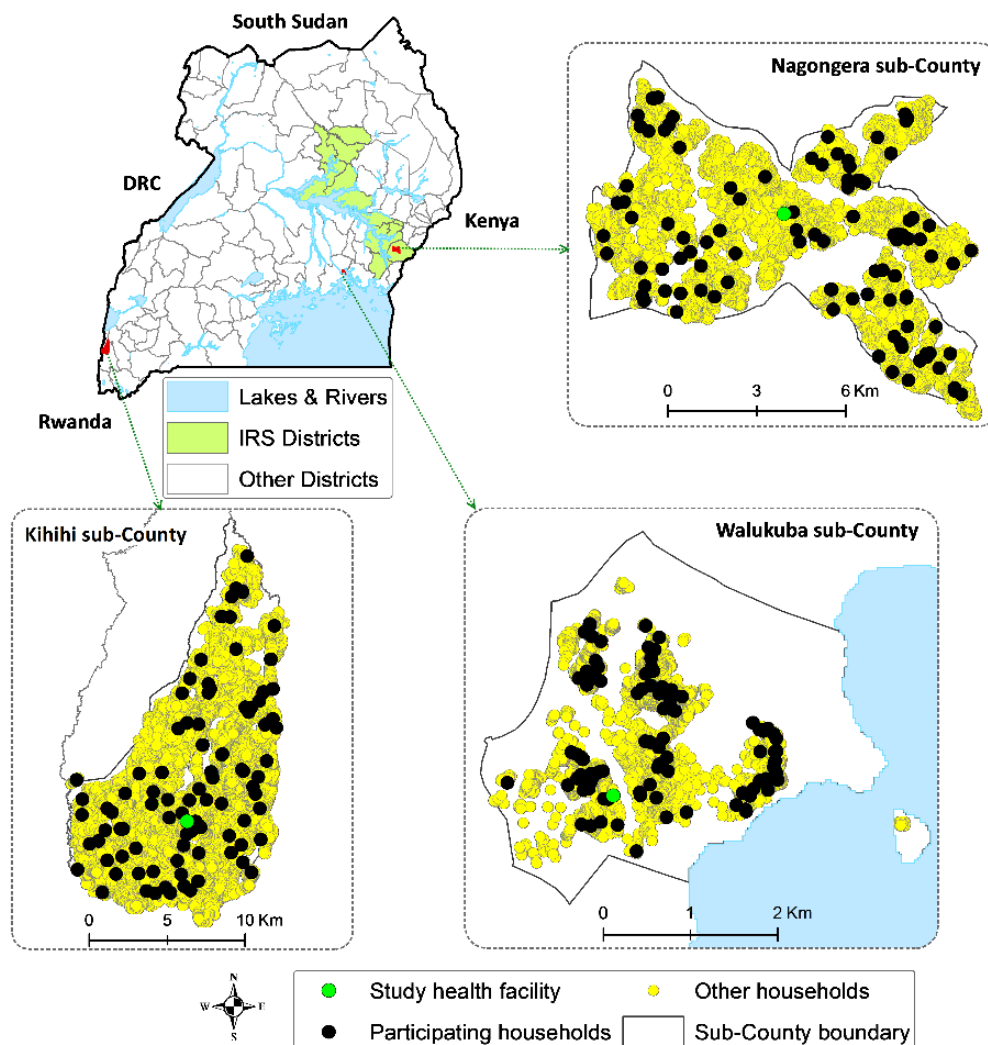 South Sudan
DRC
Kenya
Rwanda
Lakes & Rivers
IRS Districts
Other Districts
Nagongera sub-County
0 3 6 Km
Kihihi sub-County
0 5 10 Km
Walukuba sub-County
0 1 2 Km
N
W E
S
Study health facility
Other households
Participating households
Sub-County boundary